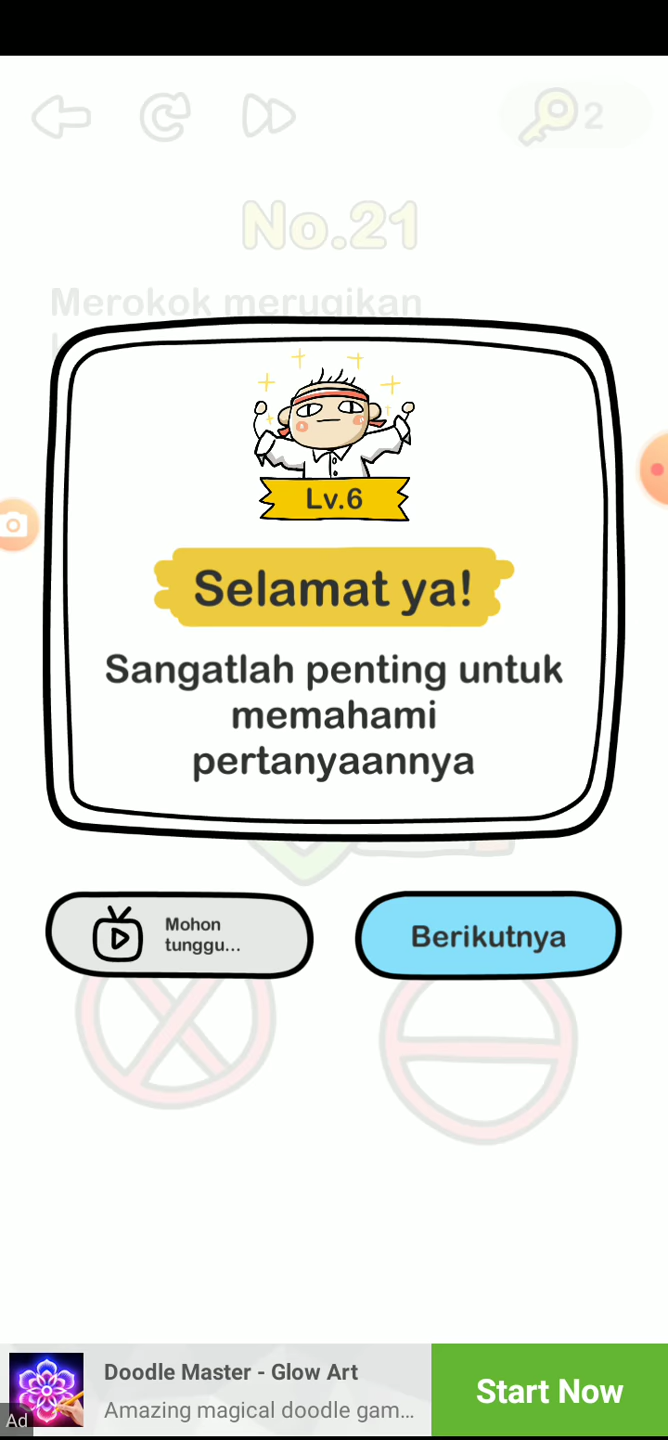 2
No.21
Merokok merugikan
Lv.6
Selamat ya!
Sangatlah penting untuk
memahami
pertanyaannya
Mohon
tunggu...
Berikutnya
Doodle Master - Glow Art
Amazing magical doodle gam...
Ad
Start Now